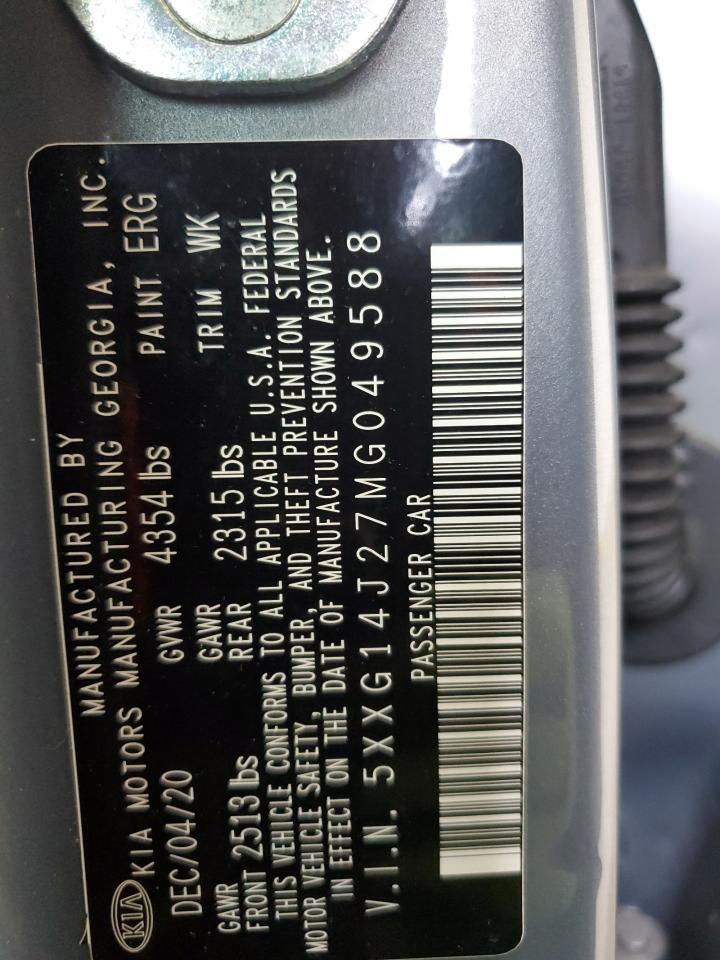 MANUFACTURED BY
KIA KIA MOTORS MANUFACTURING GEORGIA, INC.
DEC/04/20 GVWR 4354 lbs PAINT ERG
GAWR FRONT 2513 lbs GAWR REAR 2315 lbs TRIM WK
THIS VEHICLE CONFORMS TO ALL APPLICABLE U.S.A. FEDERAL
MOTOR VEHICLE SAFETY, BUMPER, AND THEFT PREVENTION STANDARDS
IN EFFECT ON THE DATE OF MANUFACTURE SHOWN ABOVE.
V.I.N. 5XXG14J27MG049588
PASSENGER CAR